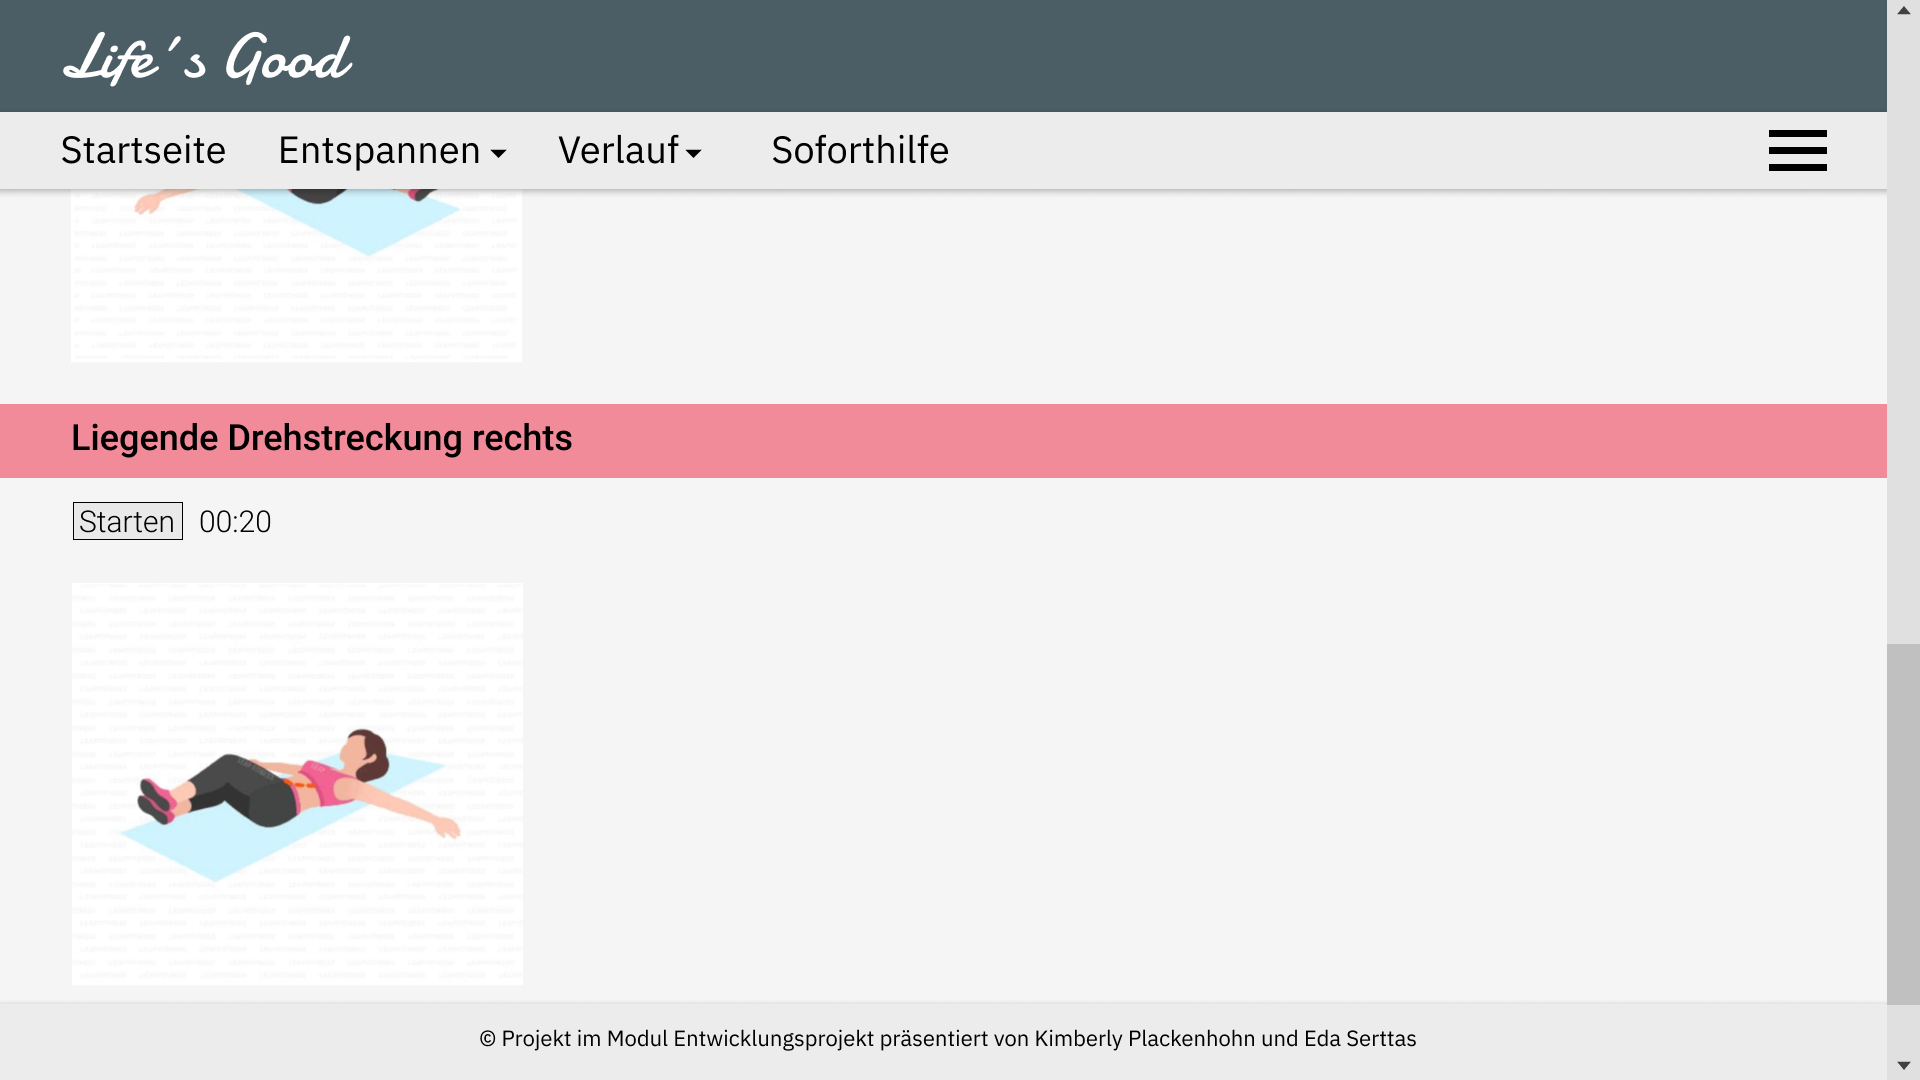 Life´s Good
Startseite Entspannen Verlauf Soforthilfe
Liegende Drehstreckung rechts
Starten 00:20
© Projekt im Modul Entwicklungsprojekt präsentiert von Kimberly Plackenhohn und Eda Serttas